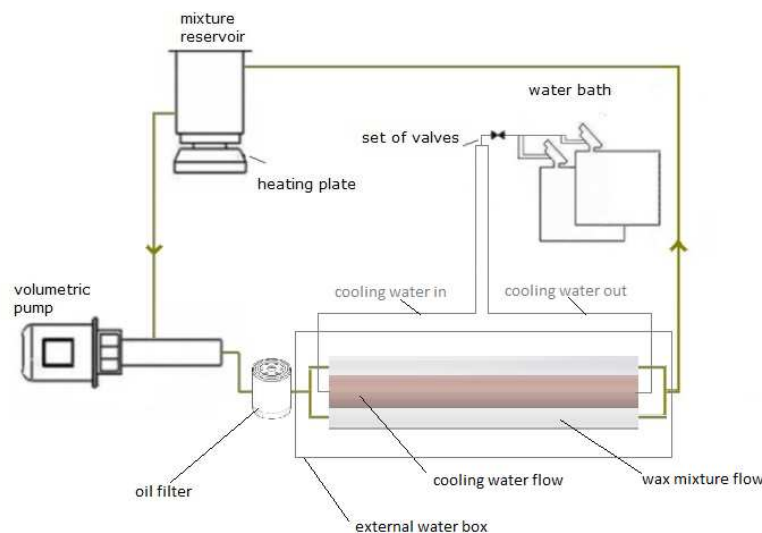 mixture
reservoir
water bath
set of valves
heating plate
cooling water in
cooling water out
volumetric
pump
oil filter
cooling water flow
wax mixture flow
external water box